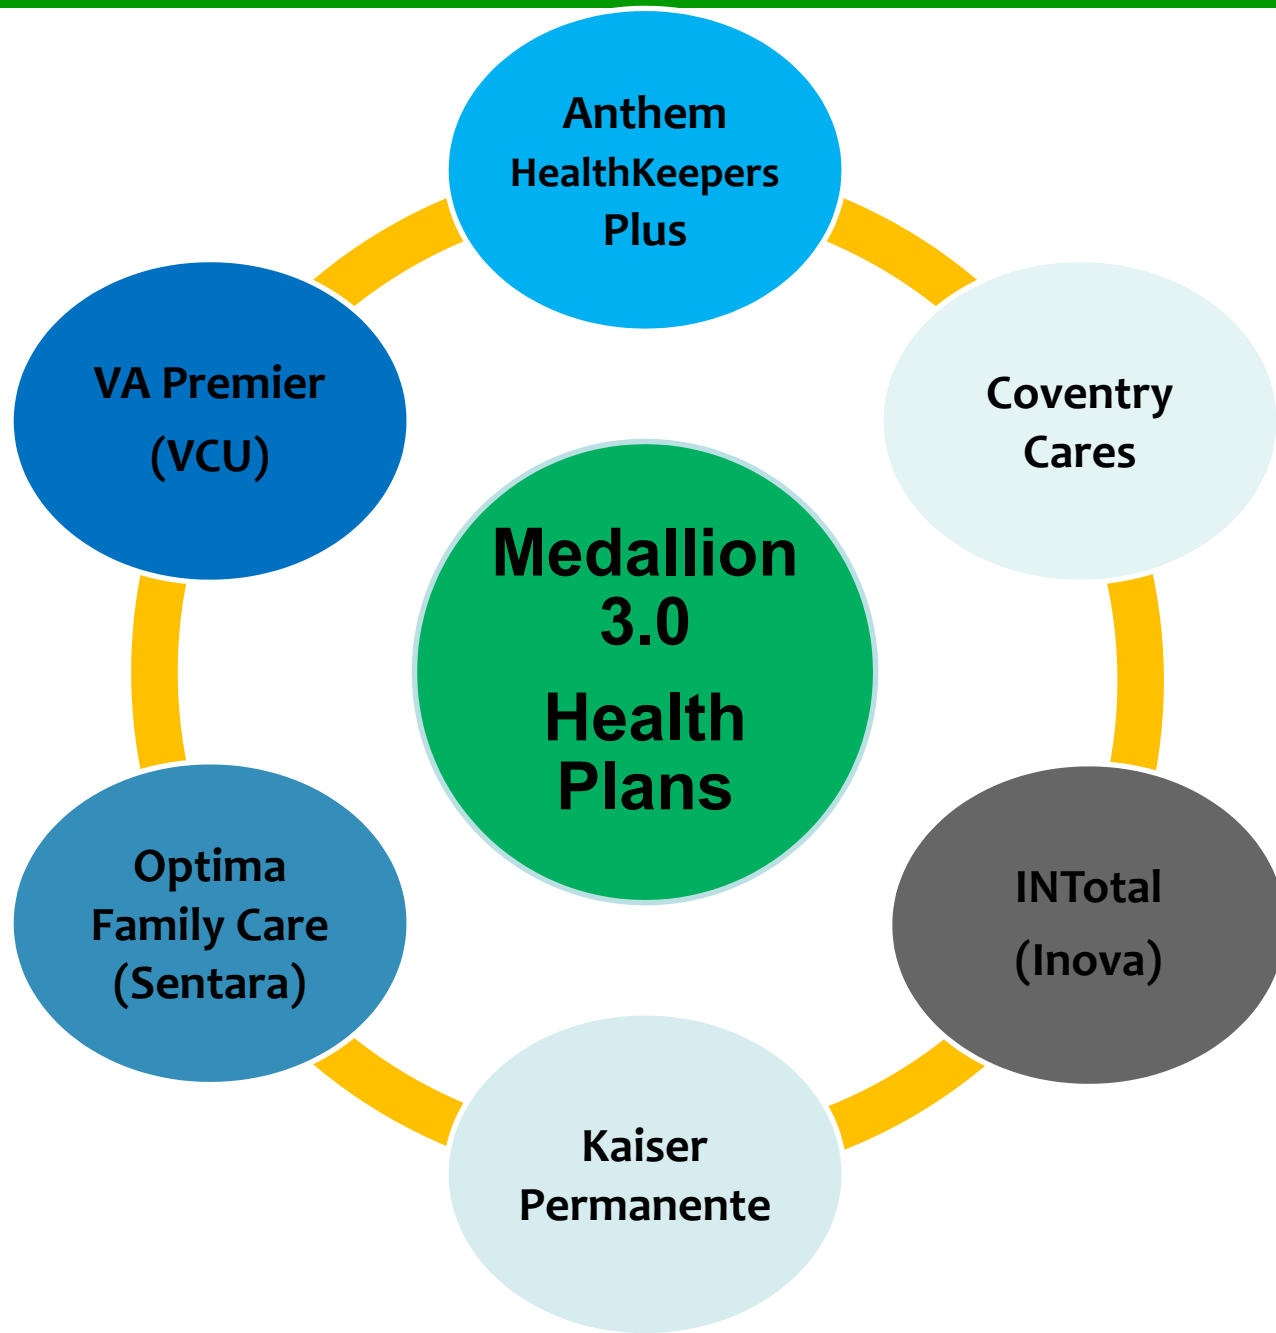 Anthem
HealthKeepers
Plus
Coventry
Cares
INTotal
(Inova)
Kaiser
Permanente
Optima
Family Care
(Sentara)
VA Premier
(VCU)
Medallion
3.0
Health
Plans